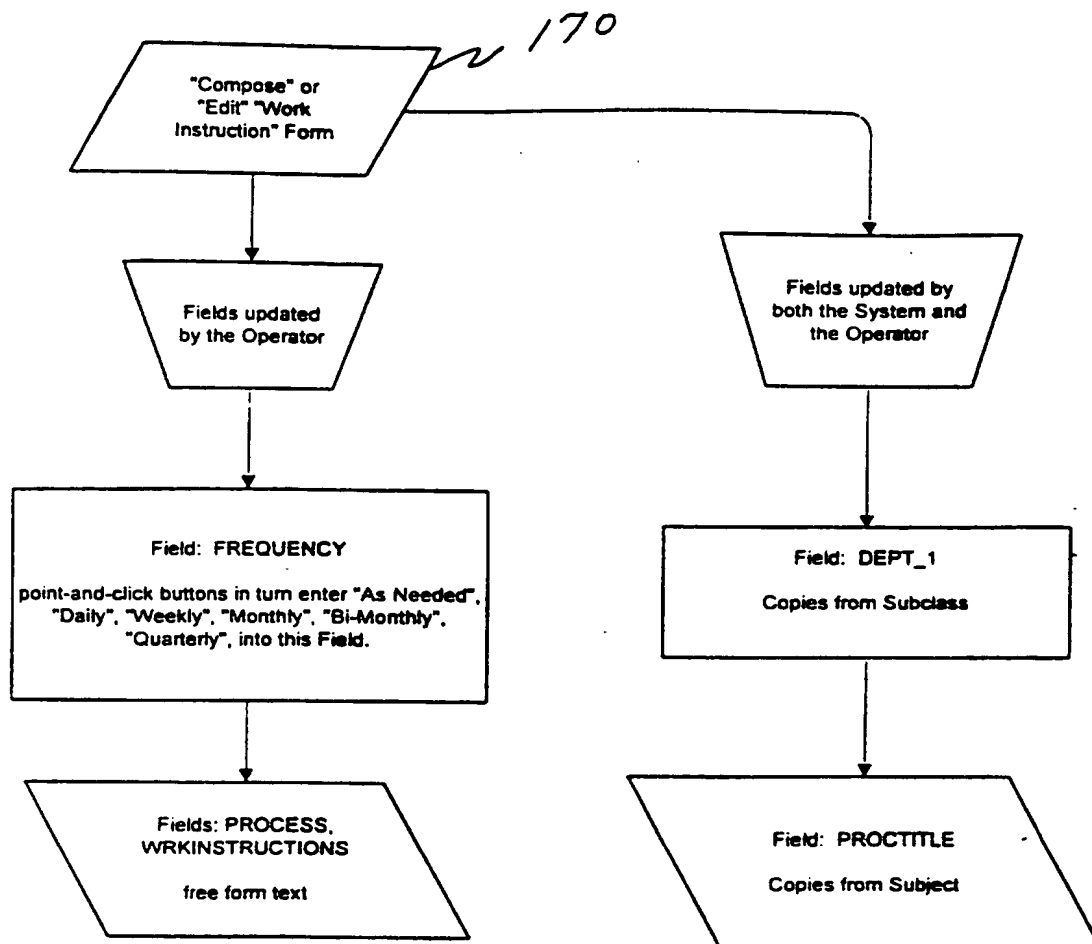 170
"Compose" or
"Edit" "Work
Instruction" Form
Fields updated
by the Operator
Fields updated by
both the System and
the Operator
Field: FREQUENCY
point-and-click buttons in turn enter "As Needed",
"Daily", "Weekly", "Monthly", "Bi-Monthly",
"Quarterly", into this Field.
Field: DEPT_1
Copies from Subclass
Fields: PROCESS,
WRKINSTRUCTIONS
free form text
Field: PROCTITLE
Copies from Subject